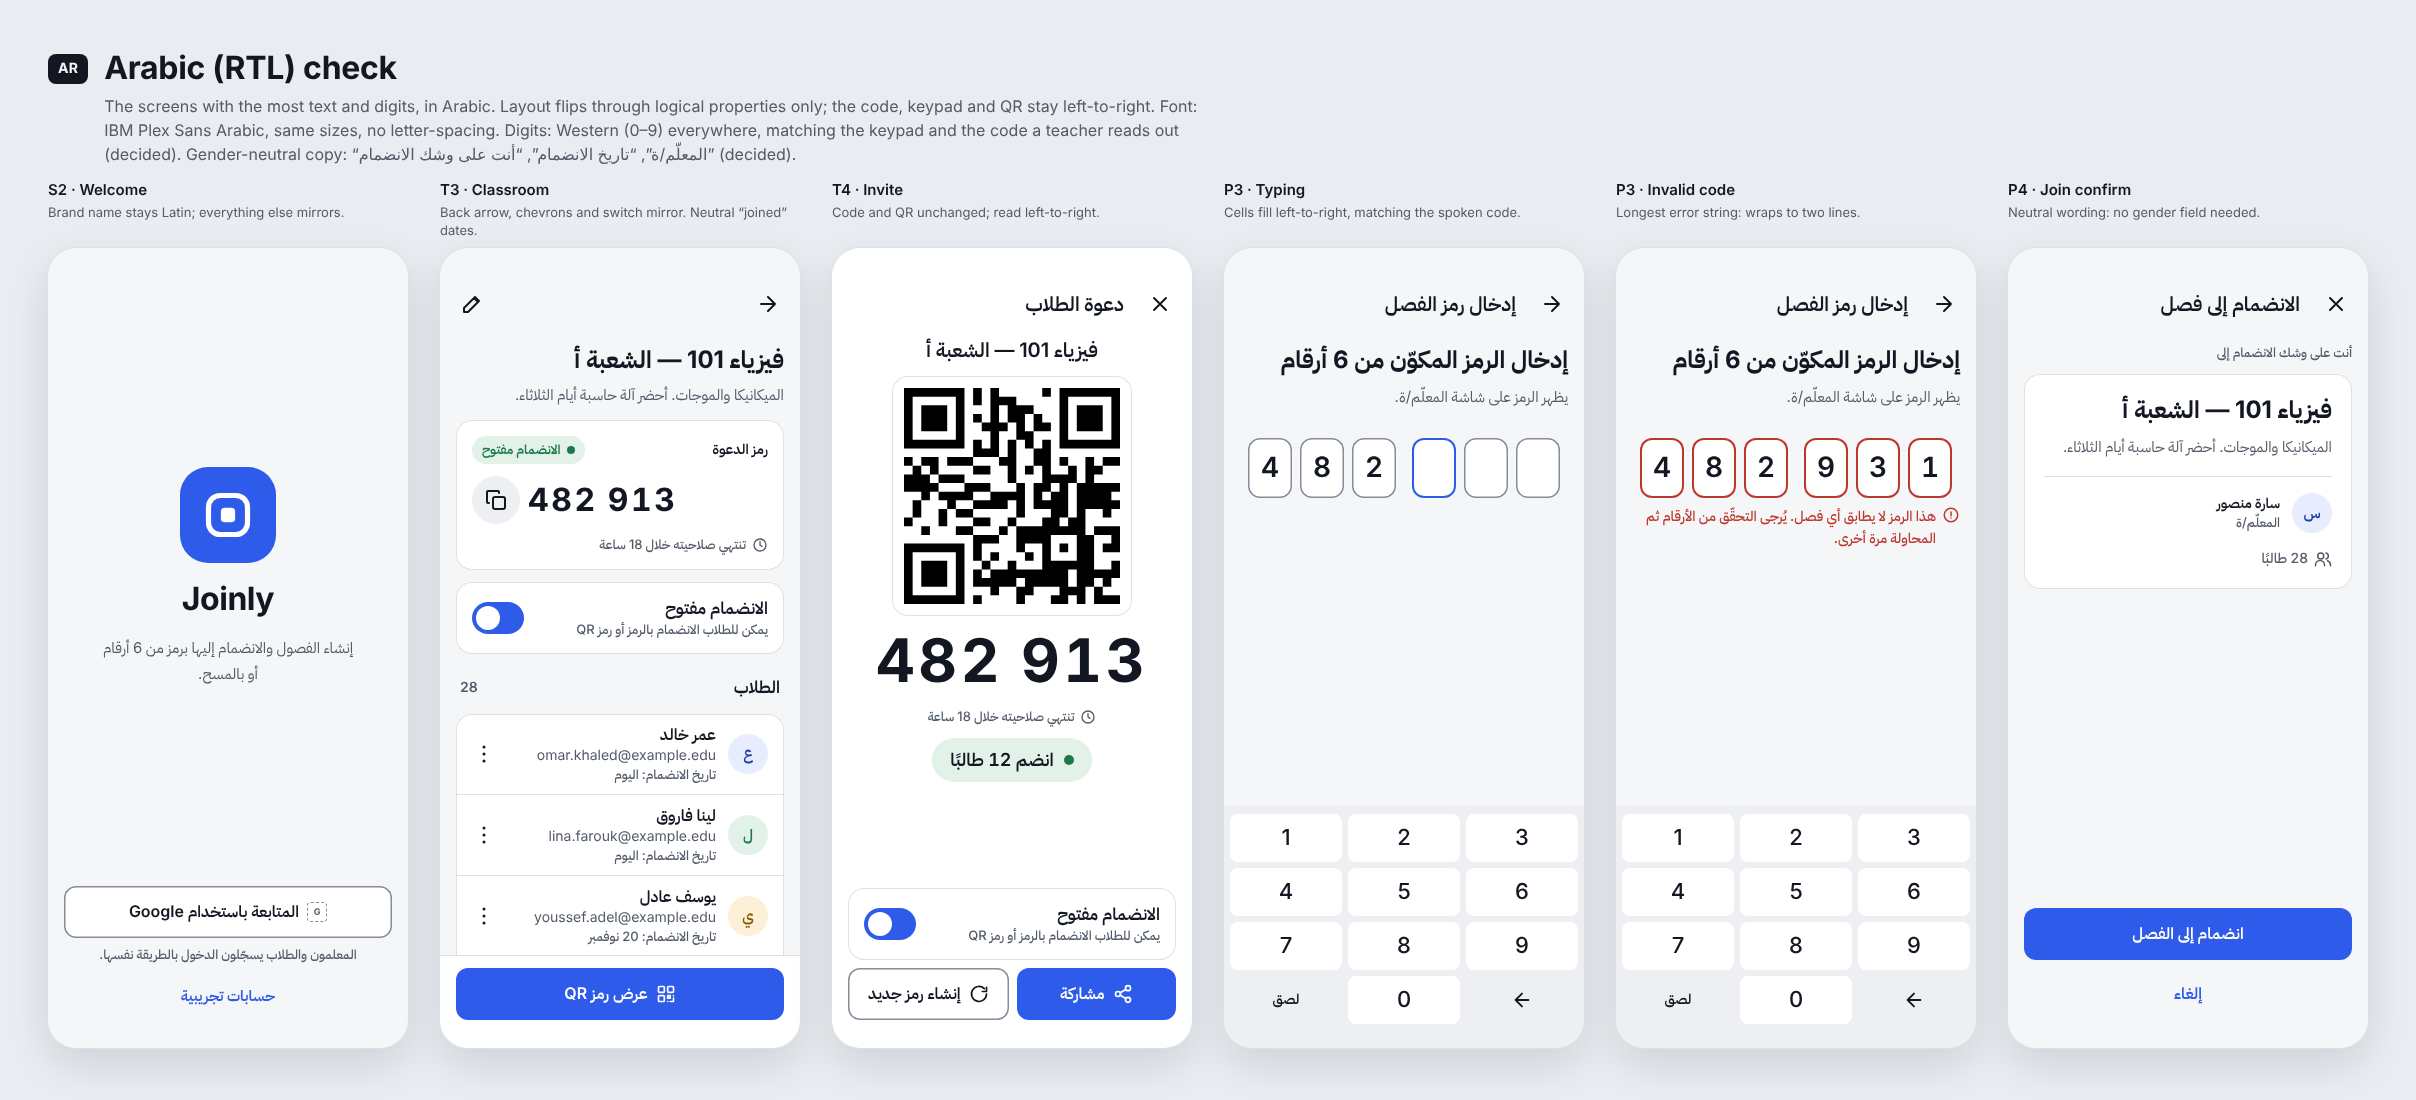 AR
Arabic (RTL) check
The screens with the most text and digits, in Arabic. Layout flips through logical properties only; the code, keypad and QR stay left-to-right. Font:
IBM Plex Sans Arabic, same sizes, no letter-spacing. Digits: Western (0–9) everywhere, matching the keypad and the code a teacher reads out
(decided). Gender-neutral copy: “المعلّم/ة”, “تاريخ الانضمام”, “أنت على وشك الانضمام” (decided).
S2 · Welcome
Brand name stays Latin; everything else mirrors.
Joinly
إنشاء الفصول والانضمام إليها برمز من 6 أرقام
أو بالمسح.
G
المتابعة باستخدام Google
المعلمون والطلاب يسجّلون الدخول بالطريقة نفسها.
حسابات تجريبية
T3 · Classroom
Back arrow, chevrons and switch mirror. Neutral “joined”
dates.
فيزياء 101 — الشعبة أ
الميكانيكا والموجات. أحضر آلة حاسبة أيام الثلاثاء.
رمز الدعوة
الانضمام مفتوح
482 913
تنتهي صلاحيته خلال 18 ساعة
الانضمام مفتوح
يمكن للطلاب الانضمام بالرمز أو رمز QR
الطلاب
28
ع
عمر خالد
omar.khaled@example.edu
تاريخ الانضمام: اليوم
ل
لينا فاروق
lina.farouk@example.edu
تاريخ الانضمام: اليوم
ي
يوسف عادل
youssef.adel@example.edu
تاريخ الانضمام: 20 نوفمبر
عرض رمز QR
T4 · Invite
Code and QR unchanged; read left-to-right.
دعوة الطلاب
فيزياء 101 — الشعبة أ
482 913
تنتهي صلاحيته خلال 18 ساعة
انضم 12 طالبًا
الانضمام مفتوح
يمكن للطلاب الانضمام بالرمز أو رمز QR
مشاركة
إنشاء رمز جديد
P3 · Typing
Cells fill left-to-right, matching the spoken code.
إدخال رمز الفصل
إدخال الرمز المكوّن من 6 أرقام
يظهر الرمز على شاشة المعلّم/ة.
4 8 2
1 2 3
4 5 6
7 8 9
لصق 0
P3 · Invalid code
Longest error string: wraps to two lines.
إدخال رمز الفصل
إدخال الرمز المكوّن من 6 أرقام
يظهر الرمز على شاشة المعلّم/ة.
4 8 2 9 3 1
هذا الرمز لا يطابق أي فصل. يُرجى التحقّق من الأرقام ثم
المحاولة مرة أخرى.
1 2 3
4 5 6
7 8 9
لصق 0
P4 · Join confirm
Neutral wording: no gender field needed.
الانضمام إلى فصل
أنت على وشك الانضمام إلى
فيزياء 101 — الشعبة أ
الميكانيكا والموجات. أحضر آلة حاسبة أيام الثلاثاء.
س
سارة منصور
المعلّم/ة
28 طالبًا
انضمام إلى الفصل
إلغاء